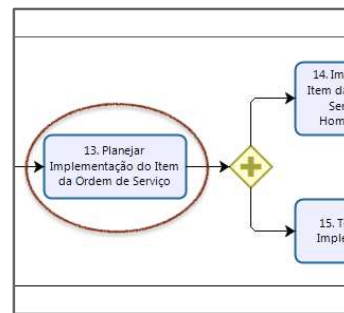 13. Planejar
Implementação do Item
da Ordem de Serviço
14. Im
Item da
Ser
Hom
15. T
Imple